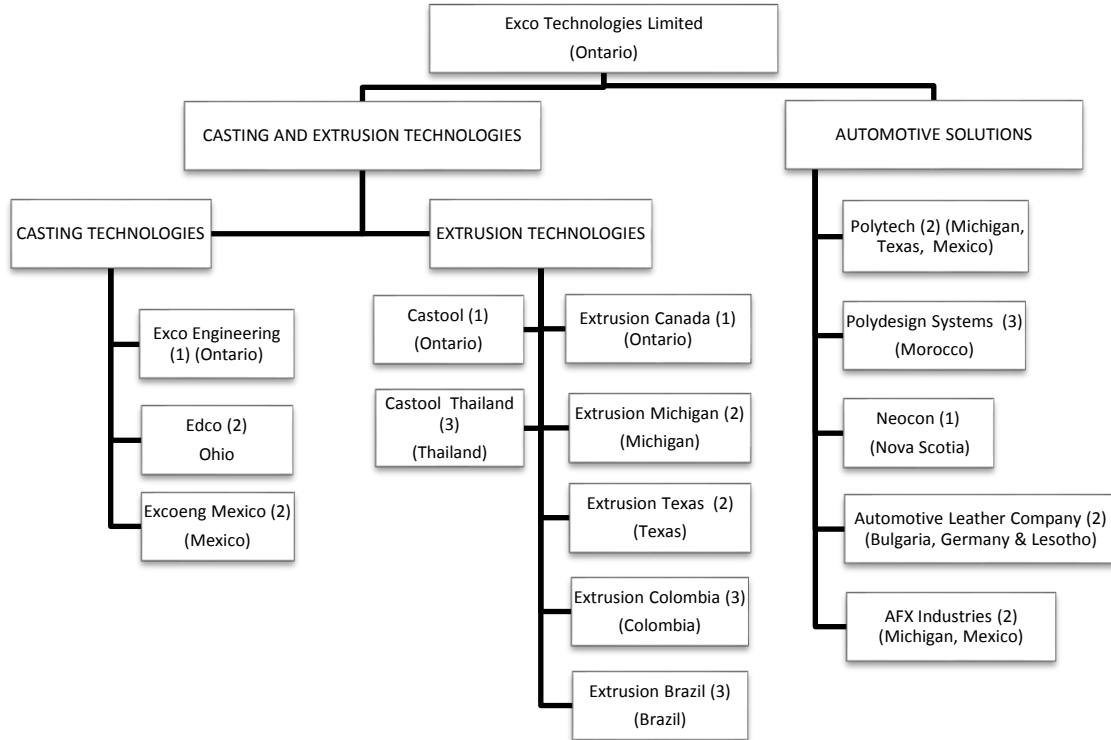 Exco Technologies Limited
(Ontario)
CASTING AND EXTRUSION TECHNOLOGIES
AUTOMOTIVE SOLUTIONS
CASTING TECHNOLOGIES
EXTRUSION TECHNOLOGIES
Exco Engineering
(1) (Ontario)
Edco (2)
Ohio
Excoeng Mexico (2)
(Mexico)
Castool (1)
(Ontario)
Castool Thailand
(3)
(Thailand)
Extrusion Canada (1)
(Ontario)
Extrusion Michigan (2)
(Michigan)
Extrusion Texas (2)
(Texas)
Extrusion Colombia (3)
(Colombia)
Extrusion Brazil (3)
(Brazil)
Polytech (2) (Michigan,
Texas, Mexico)
Polydesign Systems (3)
(Morocco)
Neocon (1)
(Nova Scotia)
Automotive Leather Company (2)
(Bulgaria, Germany & Lesotho)
AFX Industries (2)
(Michigan, Mexico)